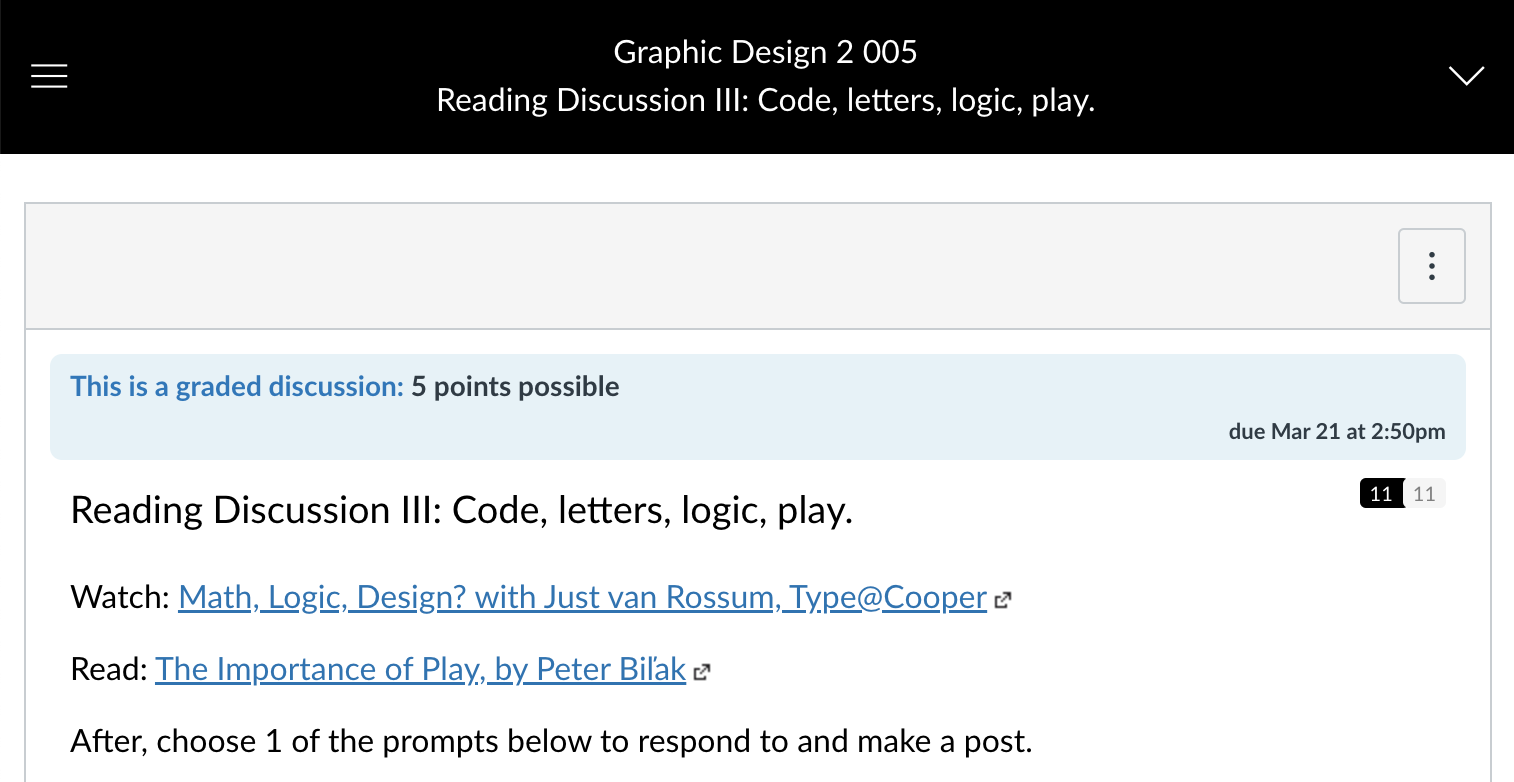 Graphic Design 2 005
Reading Discussion III: Code, letters, logic, play.
This is a graded discussion: 5 points possible
due Mar 21 at 2:50pm
Reading Discussion III: Code, letters, logic, play.
11 11
Watch: Math, Logic, Design? with Just van Rossum, Type@Cooper
Read: The Importance of Play, by Peter Biľak
After, choose 1 of the prompts below to respond to and make a post.